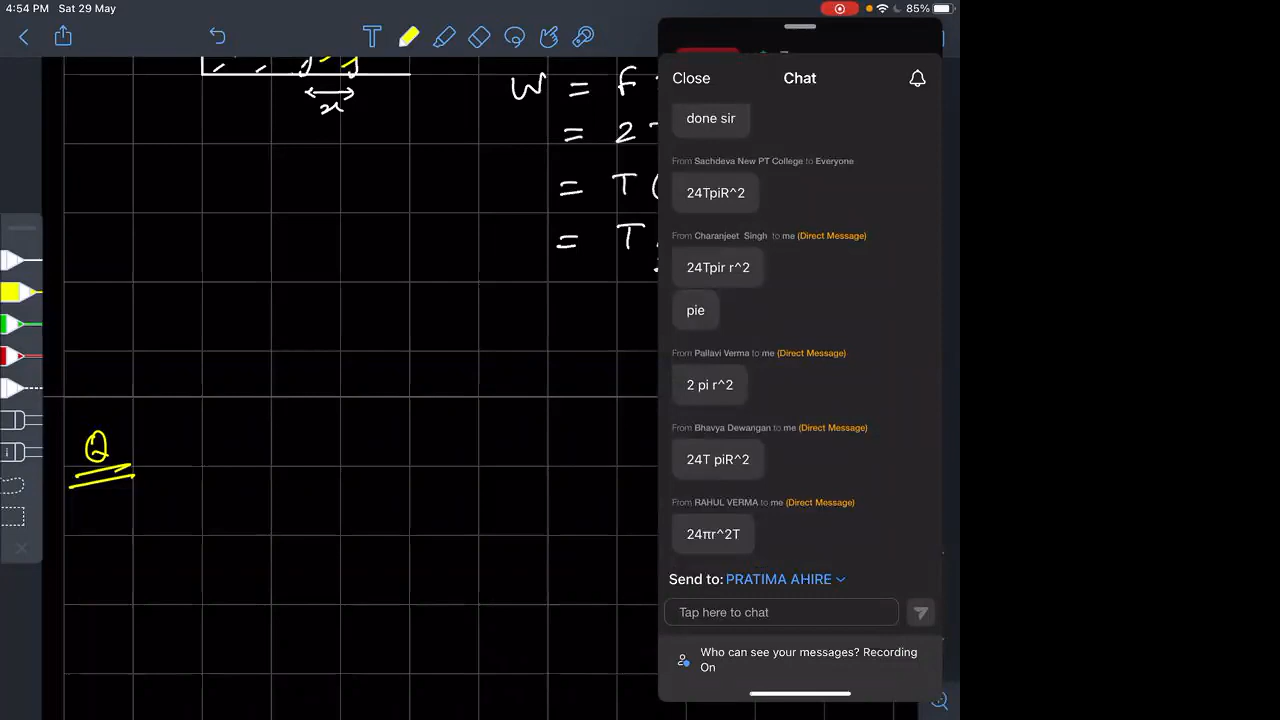 4:54 PM Sat 29 May
85%
T
x
W = F
= 2
= T (
= T
Q
Close
Chat
done sir
From Sachdeva New PT College to Everyone
24TpiR^2
From Charanjeet Singh to me (Direct Message)
24Tpir r^2
pie
From Pallavi Verma to me (Direct Message)
2 pi r^2
From Bhavya Dewangan to me (Direct Message)
24T piR^2
From RAHUL VERMA to me (Direct Message)
24πr^2T
Send to: PRATIMA AHIRE
Tap here to chat
Who can see your messages? Recording
On